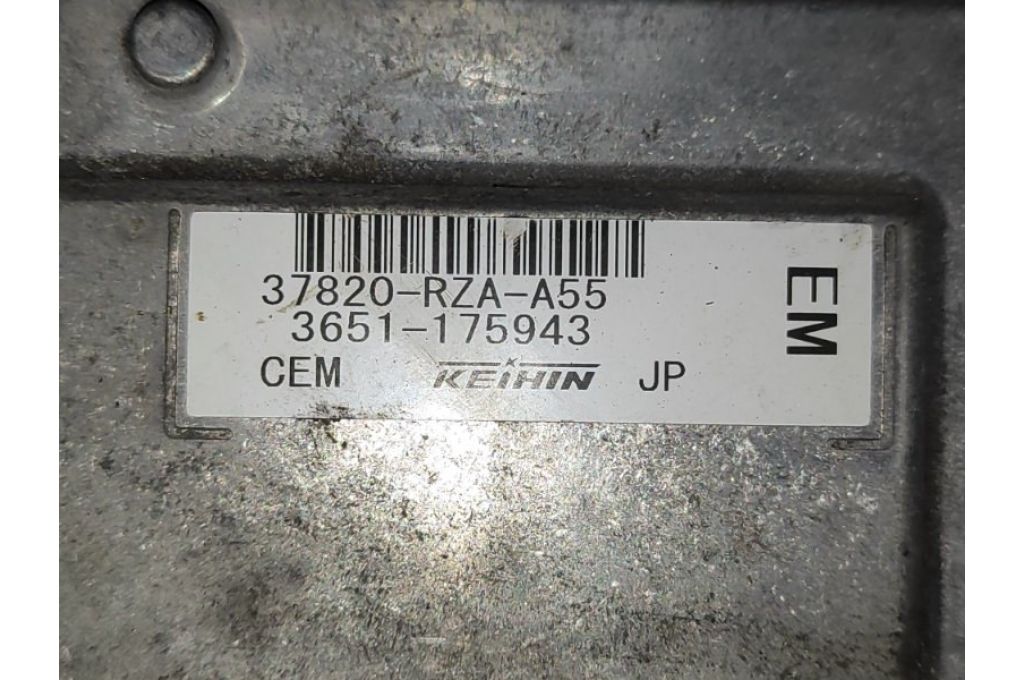 37820-RZA-A55
3651-175943
CEM KEIHIN JP
EM